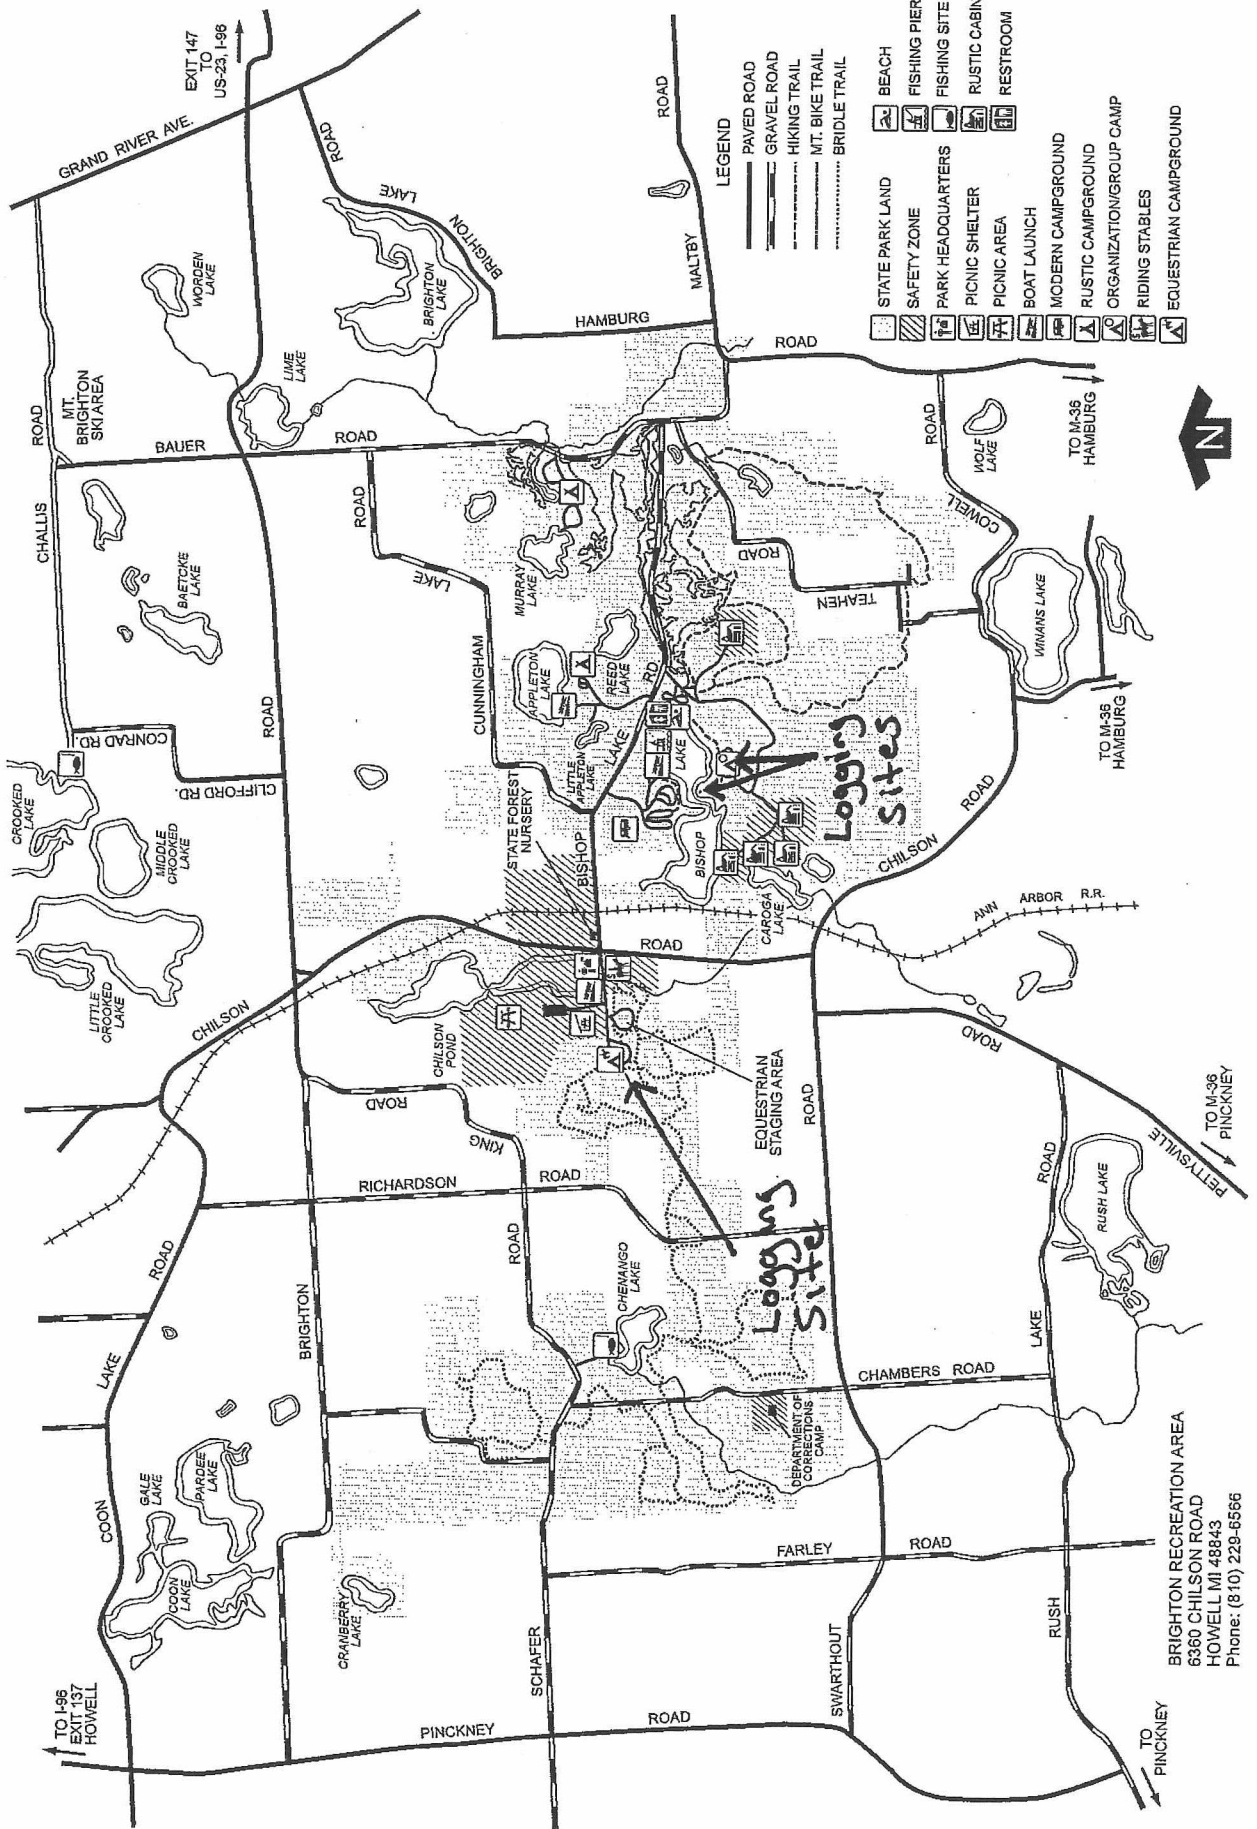 EXIT 147
TO
US-23, I-96
GRAND RIVER AVE.
CHALLIS
ROAD
MT.
BRIGHTON
SKI AREA
WORDEN
LAKE
LIME
LAKE
BRIGHTON
LAKE
BRIGHTON
LAKE
ROAD
HAMBURG
ROAD
MALTBY
ROAD
BAUER
ROAD
BAETCKE
LAKE
CONRAD RD.
CLIFFORD RD.
ROAD
CROOKED
LAKE
MIDDLE
CROOKED
LAKE
LITTLE
CROOKED
LAKE
CHILSON
CUNNINGHAM
LAKE
ROAD
MURRAY
LAKE
APPLETON
LAKE
REED
LAKE
LITTLE
APPLETON
LAKE
STATE FOREST
NURSERY
BISHOP
LAKE
RD
BISHOP
LAKE
CAROGA
LAKE
Logging
Sites
TEAHEN
ROAD
COWELL
ROAD
WOLF
LAKE
WINANS LAKE
TO M-36
HAMBURG
TO M-36
HAMBURG
CHILSON
ROAD
ANN ARBOR R.R.
ROAD
CHILSON
POND
KING
ROAD
ROAD
EQUESTRIAN
STAGING AREA
RICHARDSON
ROAD
Logging
Site
ROAD
PETTYSVILLE
ROAD
TO M-36
PINCKNEY
RUSH LAKE
RUSH
LAKE
ROAD
CHAMBERS ROAD
CHENANGO
LAKE
DEPARTMENT OF
CORRECTIONS
CAMP
BRIGHTON
COON
LAKE
ROAD
GALE
LAKE
PARDEE
LAKE
COON
LAKE
CRANBERRY
LAKE
SCHAFER
FARLEY
ROAD
SWARTHOUT
PINCKNEY
ROAD
TO I-96
EXIT 137
HOWELL
TO
PINCKNEY
LEGEND
PAVED ROAD
GRAVEL ROAD
HIKING TRAIL
MT. BIKE TRAIL
BRIDLE TRAIL
STATE PARK LAND
SAFETY ZONE
PARK HEADQUARTERS
PICNIC SHELTER
PICNIC AREA
BOAT LAUNCH
MODERN CAMPGROUND
RUSTIC CAMPGROUND
ORGANIZATION/GROUP CAMP
RIDING STABLES
EQUESTRIAN CAMPGROUND
BEACH
FISHING PIER
FISHING SITE
RUSTIC CABIN
RESTROOM
N
BRIGHTON RECREATION AREA
6360 CHILSON ROAD
HOWELL MI 48843
Phone: (810) 229-6566